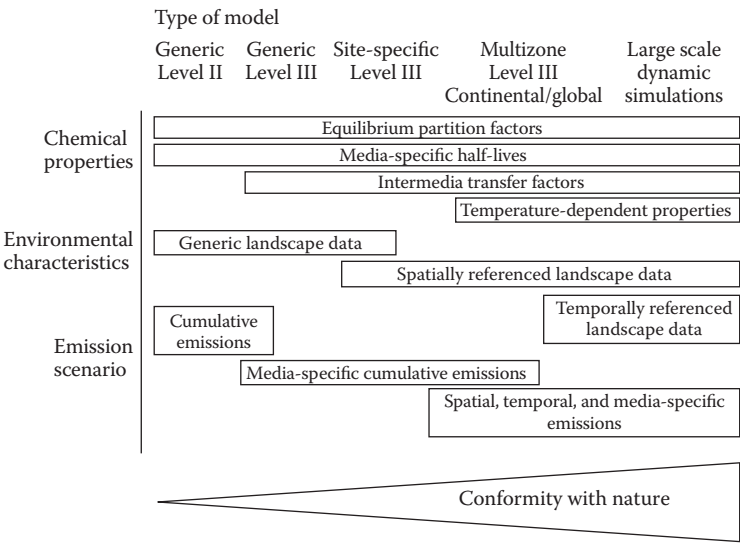 Type of model
Generic
Level II
Generic
Level III
Site-specific
Level III
Multizone
Level III
Continental/global
Large scale
dynamic
simulations
Chemical
properties
Equilibrium partition factors
Media-specific half-lives
Intermedia transfer factors
Temperature-dependent properties
Environmental
characteristics
Generic landscape data
Spatially referenced landscape data
Temporally referenced
landscape data
Emission
scenario
Cumulative
emissions
Media-specific cumulative emissions
Spatial, temporal, and media-specific
emissions
Conformity with nature